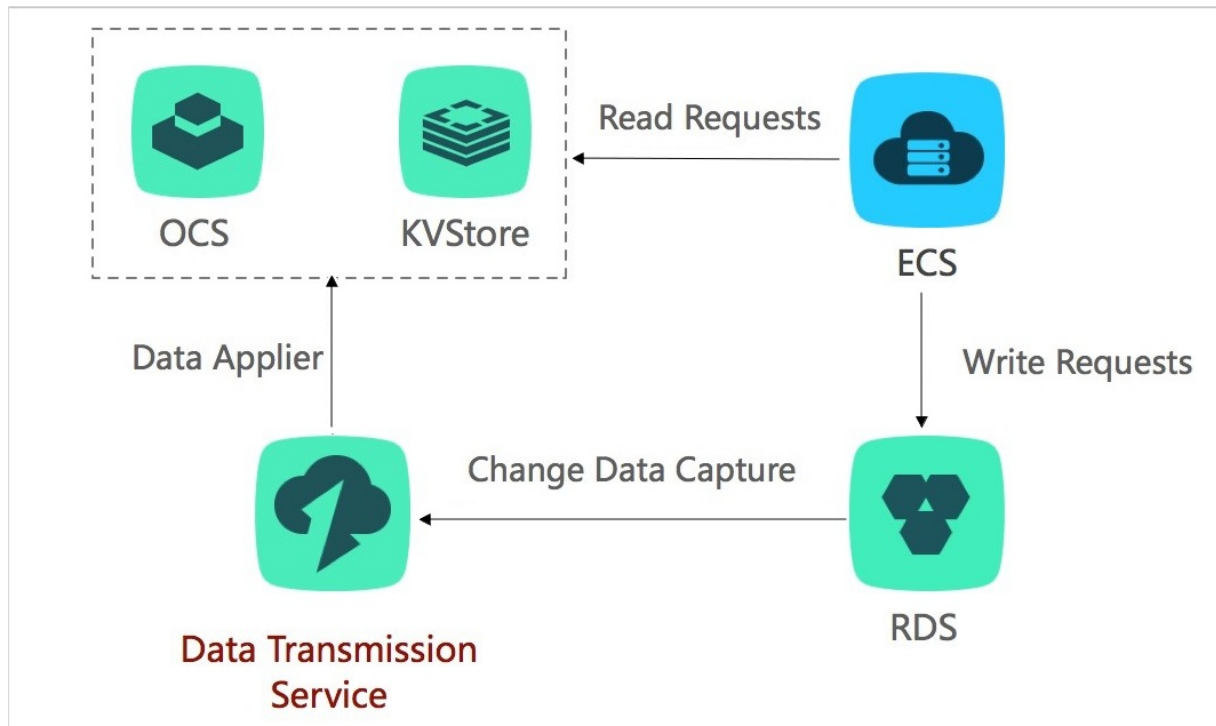 Read Requests
OCS
KVStore
ECS
Data Applier
Write Requests
Change Data Capture
RDS
Data Transmission
Service